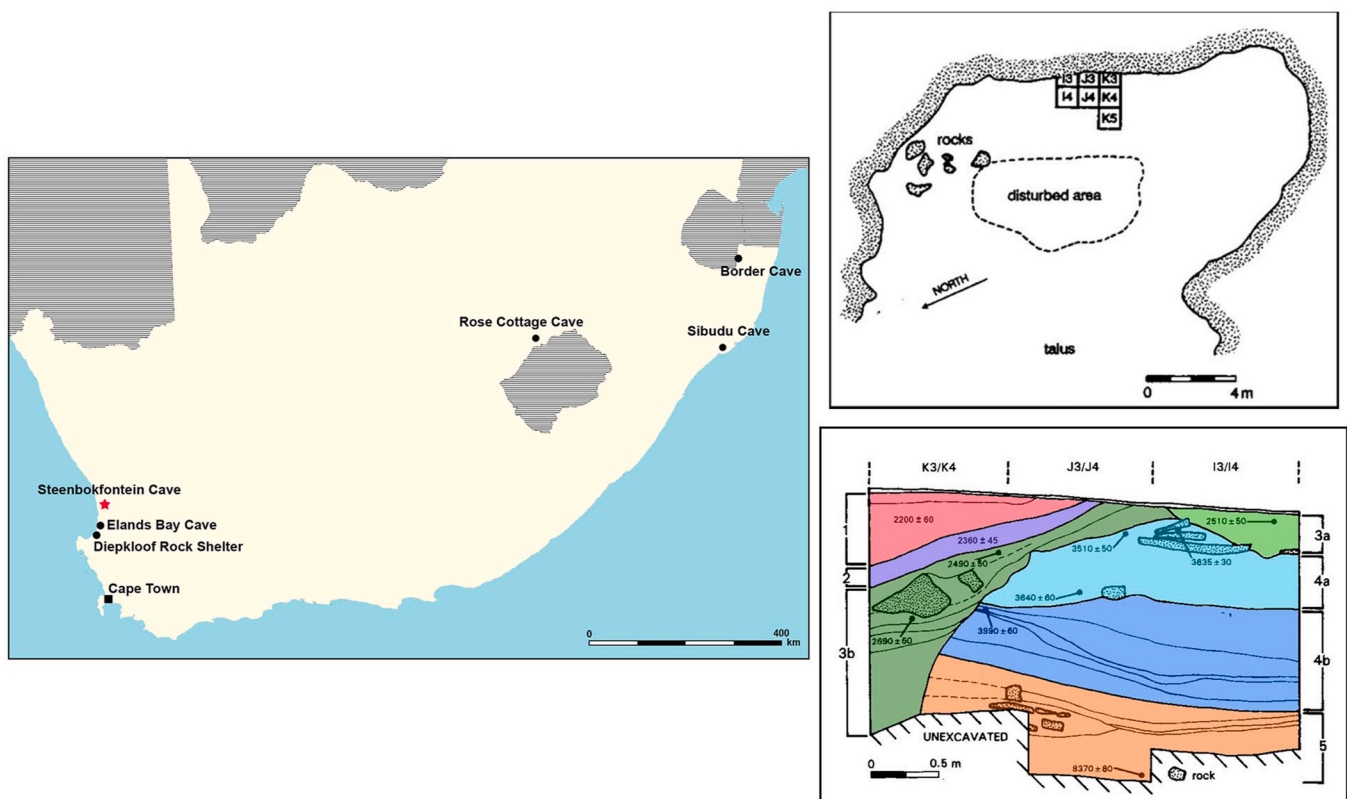 Border Cave
Rose Cottage Cave
Sibudu Cave
Steenbokfontein Cave
Elands Bay Cave
Diepkloof Rock Shelter
Cape Town
0 400
km
I3 J3 K3
I4 J4 K4
K5
rocks
disturbed area
NORTH
talus
0 4 m
K3/K4 J3/J4 I3/I4
1
2200 ± 60
2510 ± 50
3a
2360 ± 45
3510 ± 50
2490 ± 50
3635 ± 30
2
4a
3640 ± 60
2690 ± 60
3990 ± 60
3b
4b
UNEXCAVATED
5
0 0.5 m
8370 ± 80
rock